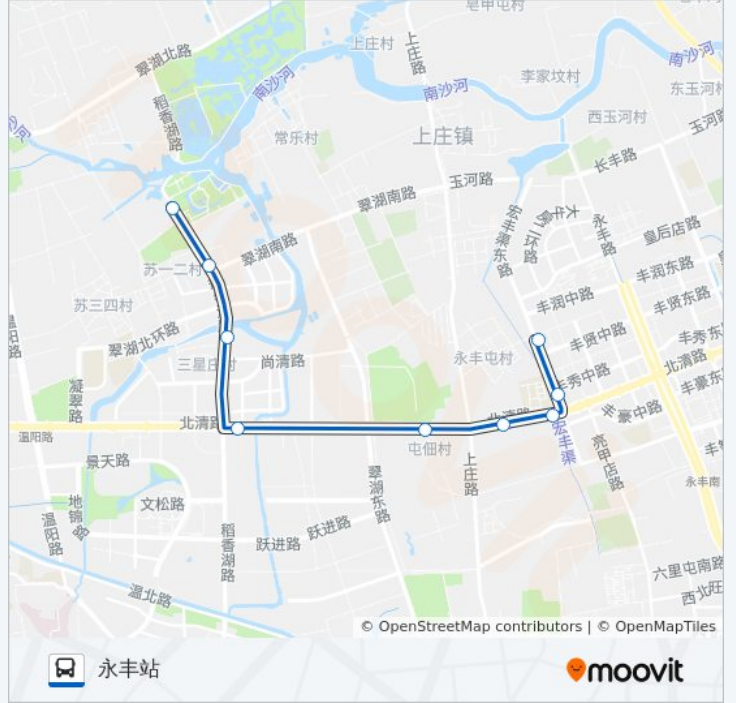 皂甲屯村
上庄村
上庄路
翠湖北路
南沙河
南沙河
南沙河
李家坟村
东玉河村
稻香湖路
西玉河村
玉河路
常乐村
上庄镇
长丰路
玉河路
翠湖南路
宏丰渠东路
永丰路
皇后店路
翠湖南路
苏一二村
丰润东路
丰润中路
丰贤东路
苏三四村
温阳路
翠湖北环路
丰贤中路
丰秀东
三星庄村
尚清路
永丰屯村
北清路
丰秀中路
丰豪东
凝翠路
北清路
北清路
丰豪中路
温阳路
宏丰渠
屯佃村
亮甲店路
景天路
上庄路
翠湖东路
永丰南
地锦路
文松路
温阳路
跃进路
跃进路
稻香湖路
六里屯南路
温北路
西北旺
© OpenStreetMap contributors | © OpenMapTiles
永丰站
moovit